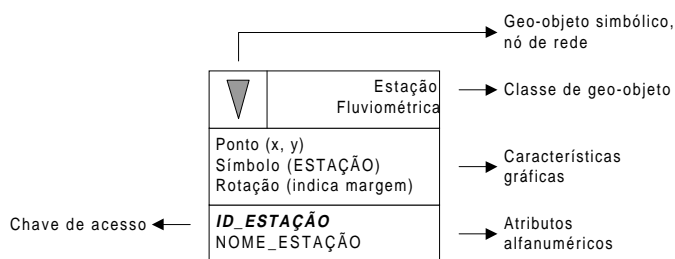 Geo-objeto simbólico,
nó de rede
Estação
Fluviométrica
Classe de geo-objeto
Ponto (x, y)
Símbolo (ESTAÇÃO)
Rotação (indica margem)
Características
gráficas
Chave de acesso
ID_ESTAÇÃO
NOME_ESTAÇÃO
Atributos
alfanuméricos